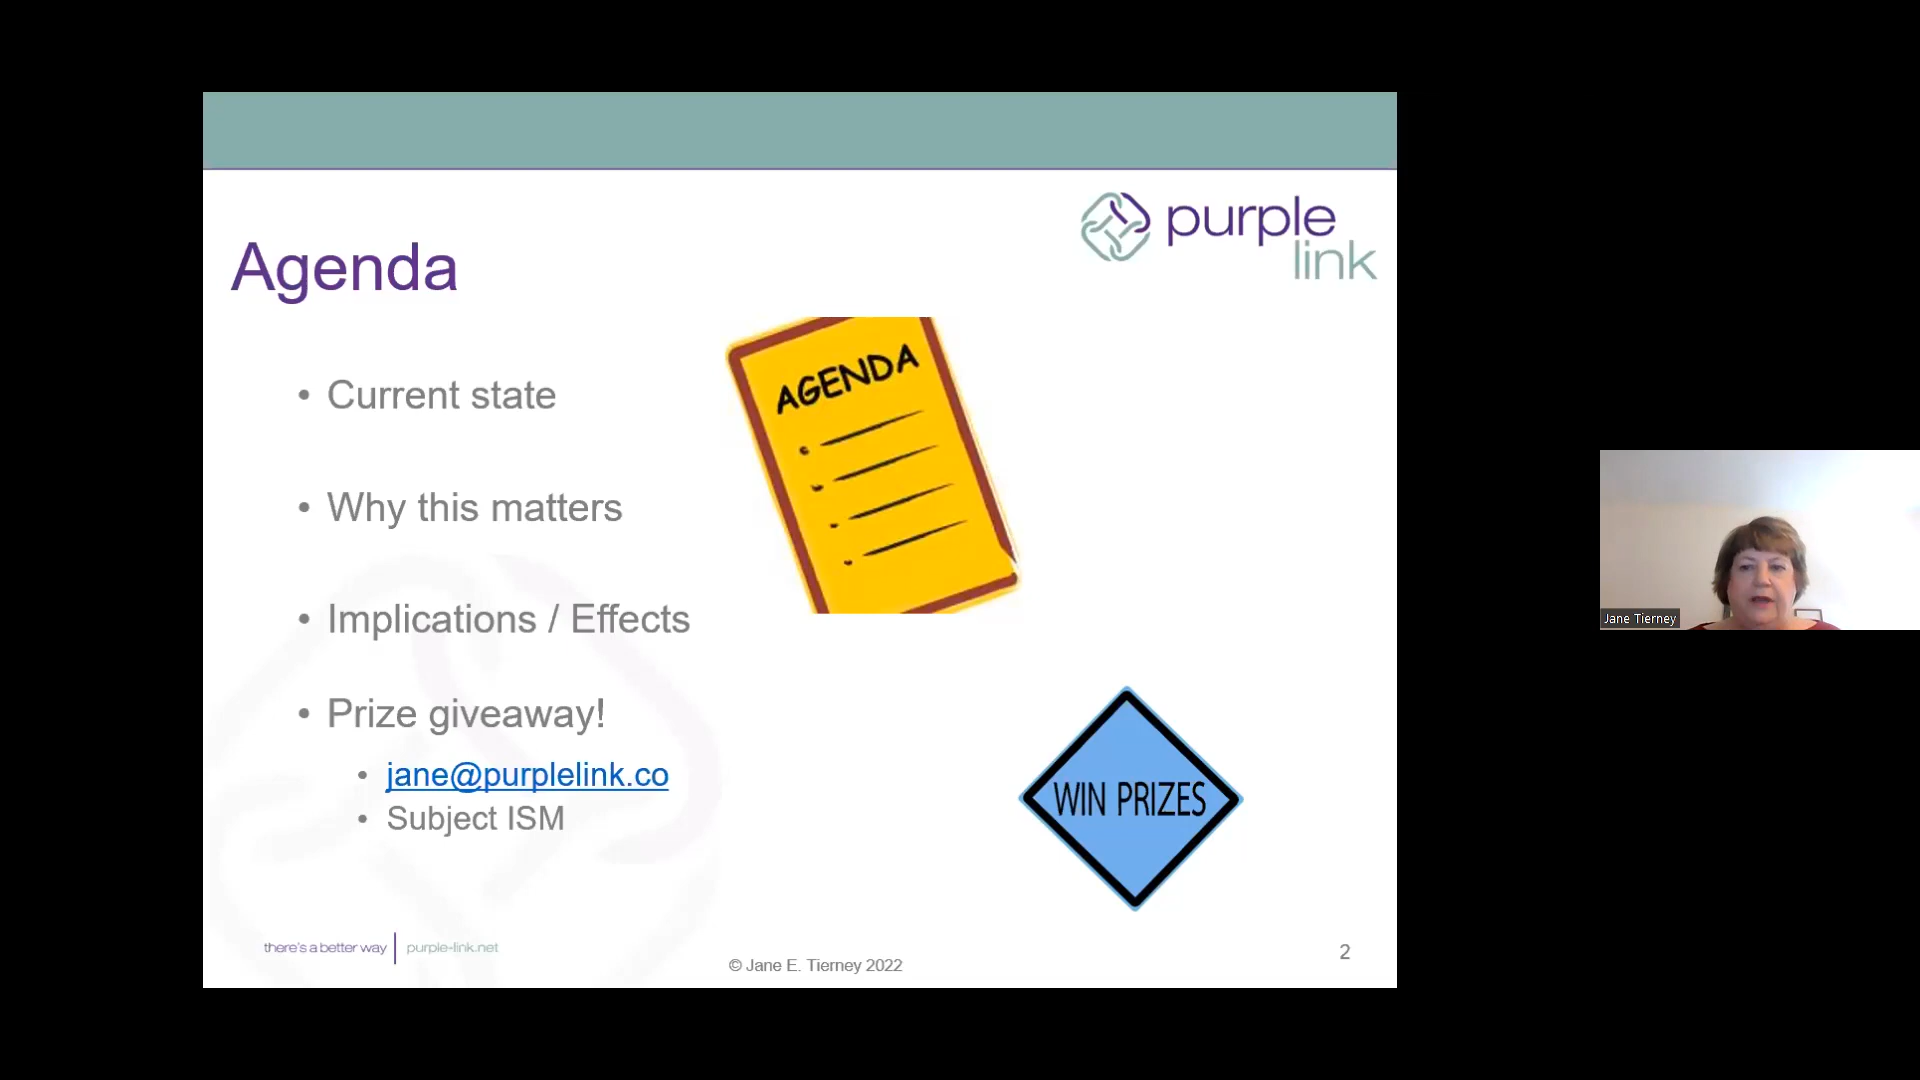 purple
link
Agenda
• Current state
• Why this matters
• Implications / Effects
• Prize giveaway!
• jane@purplelink.co
• Subject ISM
AGENDA
WIN PRIZES
there's a better way | purple-link.net
© Jane E. Tierney 2022
2
Jane Tierney